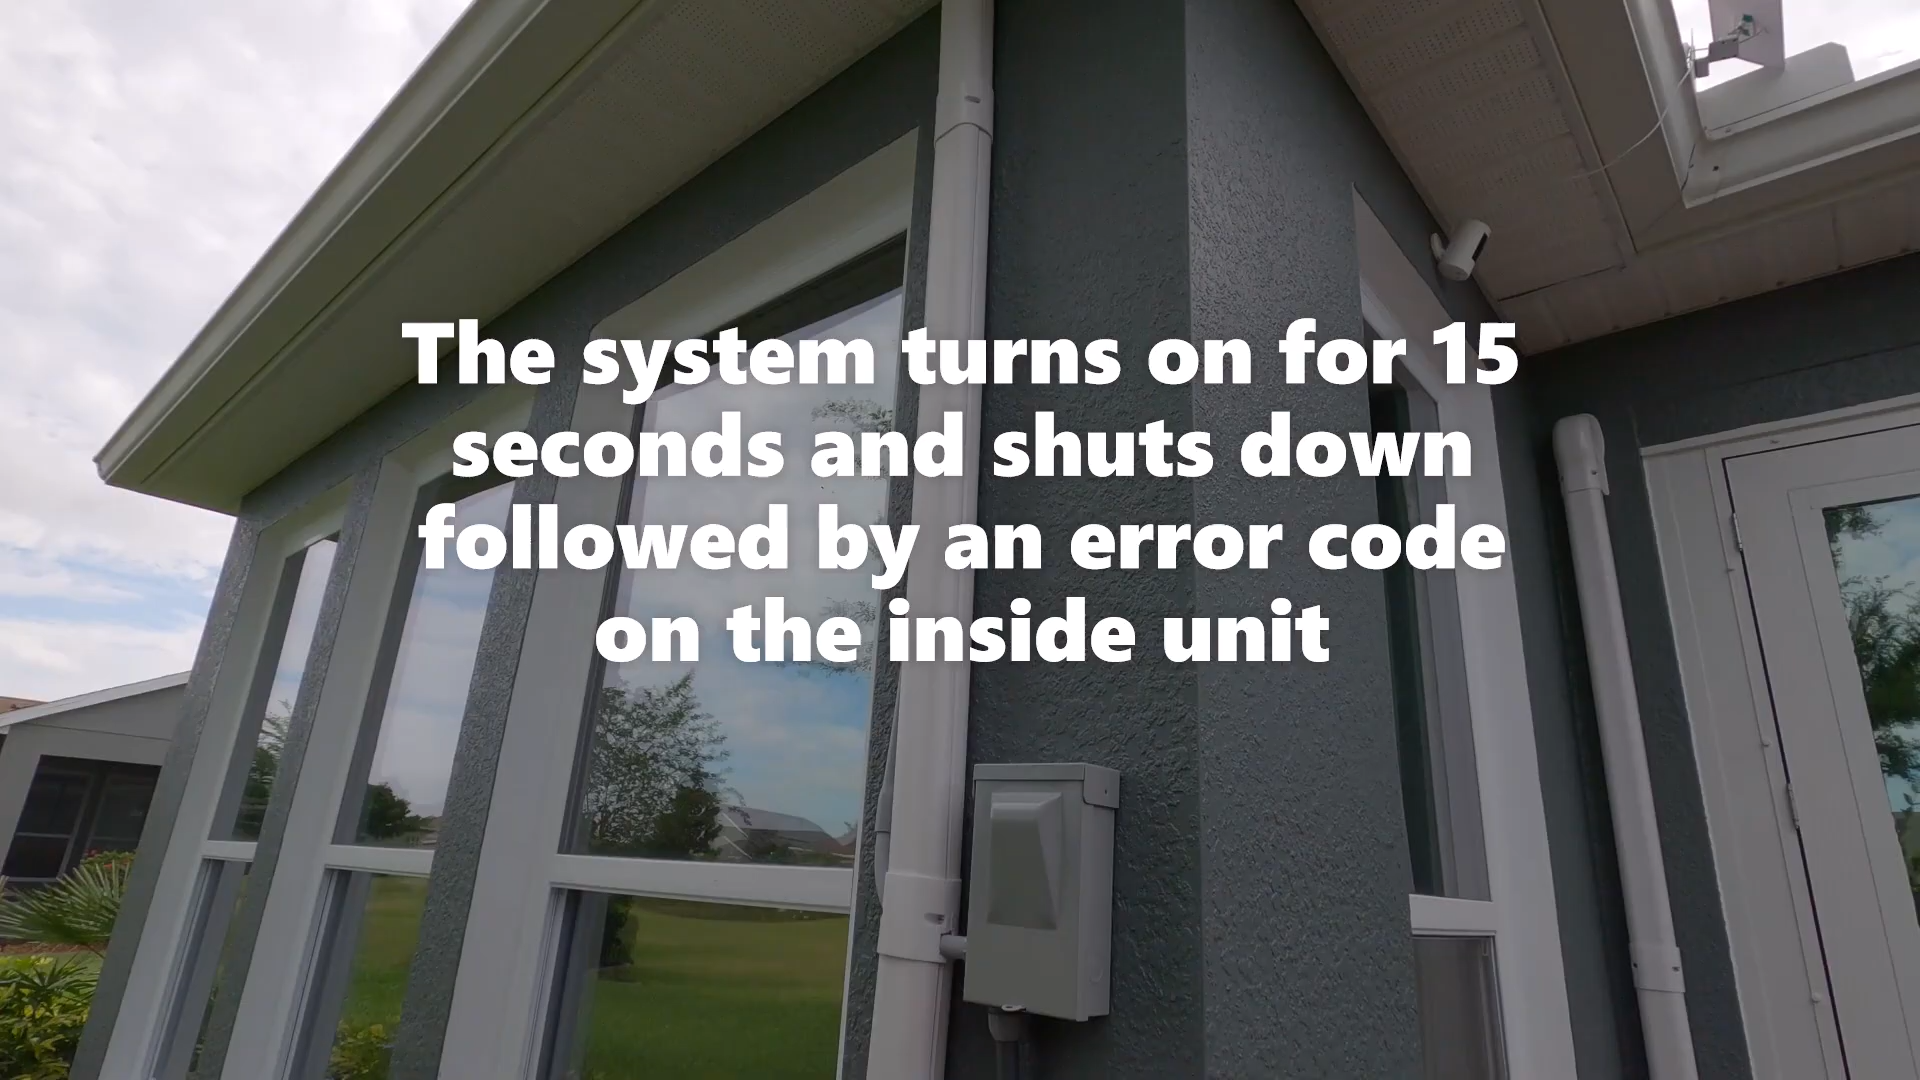 The system turns on for 15
seconds and shuts down
followed by an error code
on the inside unit